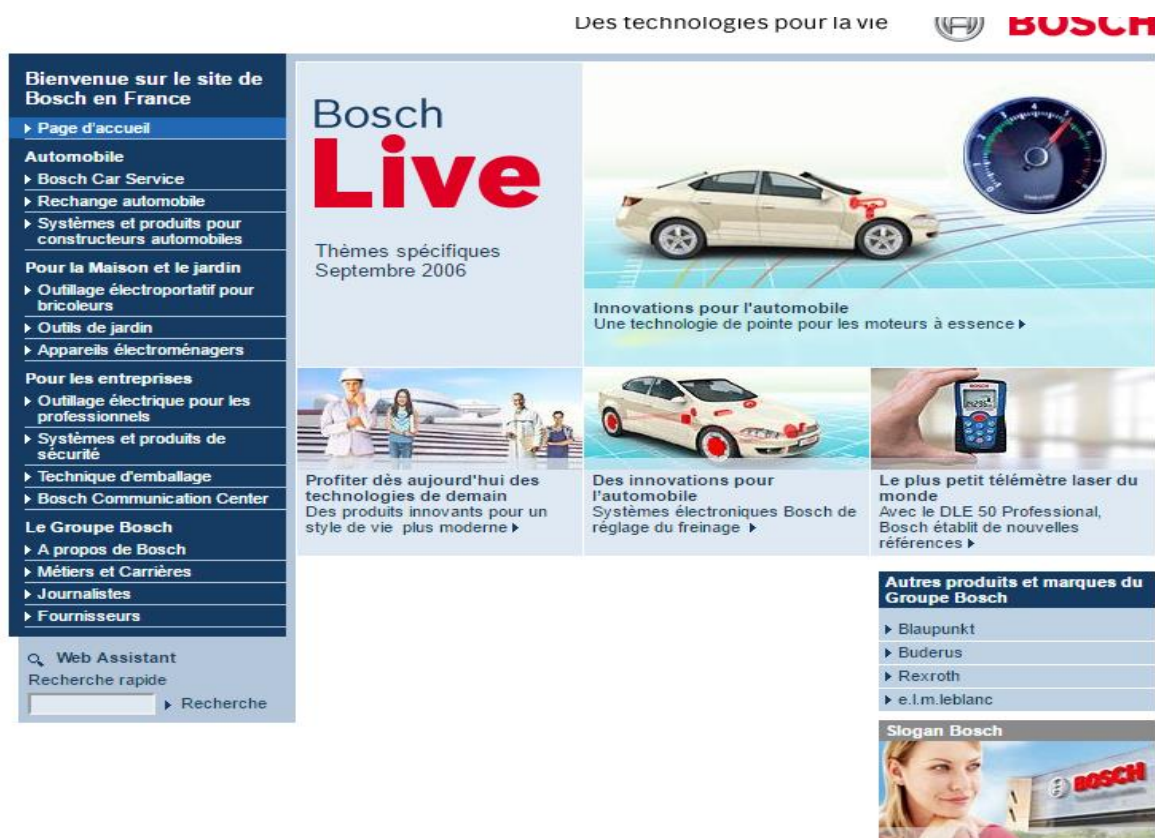 Des technologies pour la vie
BOSCH
Bienvenue sur le site de
Bosch en France
Page d'accueil
Automobile
Bosch Car Service
Rechange automobile
Systèmes et produits pour
constructeurs automobiles
Pour la Maison et le jardin
Outillage électroportatif pour
bricoleurs
Outils de jardin
Appareils électroménagers
Pour les entreprises
Outillage électrique pour les
professionnels
Systèmes et produits de
sécurité
Technique d'emballage
Bosch Communication Center
Le Groupe Bosch
A propos de Bosch
Métiers et Carrières
Journalistes
Fournisseurs
Web Assistant
Recherche rapide
Recherche
Bosch
Live
Thèmes spécifiques
Septembre 2006
Innovations pour l'automobile
Une technologie de pointe pour les moteurs à essence
Profiter dès aujourd'hui des
technologies de demain
Des produits innovants pour un
style de vie plus moderne
Des innovations pour
l'automobile
Systèmes électroniques Bosch de
réglage du freinage
BOSCH
Le plus petit télémètre laser du
monde
Avec le DLE 50 Professional,
Bosch établit de nouvelles
références
Autres produits et marques du
Groupe Bosch
Blaupunkt
Buderus
Rexroth
e.l.m.leblanc
Slogan Bosch
BOSCH